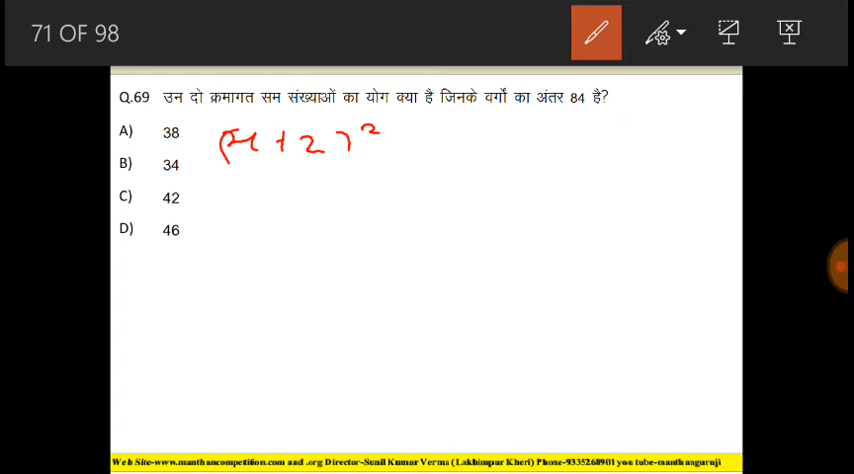 71 OF 98
Q.69 उन दो क्रमागत सम संख्याओं का योग क्या है जिनके वर्गों का अंतर 84 है?
A) 38
(x + 2)²
B) 34
C) 42
D) 46
Web Site-www.manthancompetition.com and .org Director-Sunil Kumar Verma (Lakhimpur Kheri) Phone-9335268901 you tube-manthanguruji